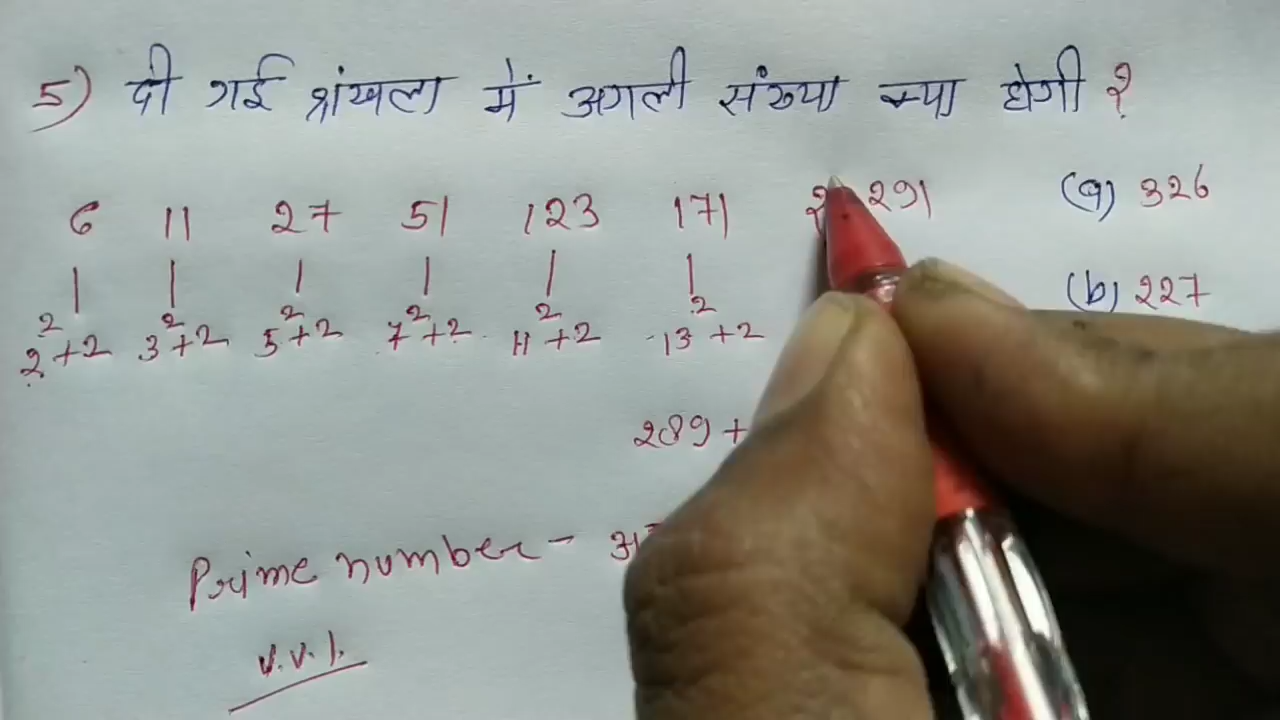 5) दी गई श्रंखला में अगली संख्या क्या होगी ?
6 11 27 51 123 171 291 (a) 326
2²+2 3²+2 5²+2 7²+2 11²+2 13²+2 (b) 227
289 +
Prime number -
V.V.I.